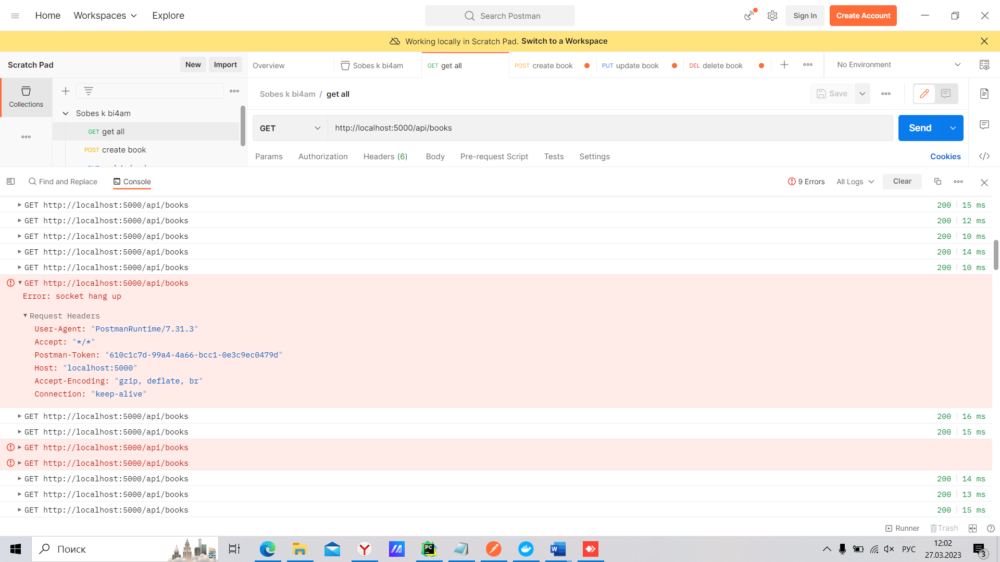 Home Workspaces Explore Search Postman Sign In Create Account
Working locally in Scratch Pad. Switch to a Workspace
Scratch Pad New Import Overview Sobes k bi4am GET get all POST create book PUT update book DEL delete book No Environment
Collections
Sobes k bi4am / get all Save
Sobes k bi4am
GET get all
POST create book
GET http://localhost:5000/api/books Send
Params Authorization Headers (6) Body Pre-request Script Tests Settings Cookies
Find and Replace Console 9 Errors All Logs Clear
GET http://localhost:5000/api/books 200 15 ms
GET http://localhost:5000/api/books 200 12 ms
GET http://localhost:5000/api/books 200 10 ms
GET http://localhost:5000/api/books 200 14 ms
GET http://localhost:5000/api/books 200 10 ms
GET http://localhost:5000/api/books
Error: socket hang up
Request Headers
User-Agent: "PostmanRuntime/7.31.3"
Accept: "*/*"
Postman-Token: "610c1c7d-99a4-4a66-bcc1-0e3c9ec0479d"
Host: "localhost:5000"
Accept-Encoding: "gzip, deflate, br"
Connection: "keep-alive"
GET http://localhost:5000/api/books 200 16 ms
GET http://localhost:5000/api/books 200 15 ms
GET http://localhost:5000/api/books
GET http://localhost:5000/api/books
GET http://localhost:5000/api/books 200 14 ms
GET http://localhost:5000/api/books 200 13 ms
GET http://localhost:5000/api/books 200 15 ms
Runner Trash
Поиск РУС 12:02
27.03.2023 3